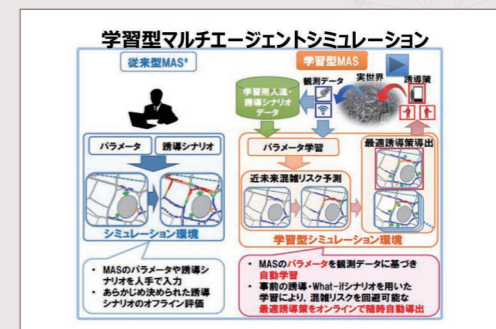 学習型マルチエージェントシミュレーション
従来型MAS*
パラメータ
誘導シナリオ
シミュレーション環境
・ MASのパラメータや誘導シ
ナリオを人手で入力
・ あらかじめ決められた誘導
シナリオのオフライン評価
学習型MAS
学習用人流・
誘導シナリオ
データ
観測データ
実世界
誘導策
パラメータ学習
最適誘導策導出
近未来混雑リスク予測
学習型シミュレーション環境
・ MASのパラメータを観測データに基づき
自動学習
・ 事前の誘導・What-ifシナリオを用いた
学習により、混雑リスクを回避可能な
最適誘導策をオンラインで随時自動導出